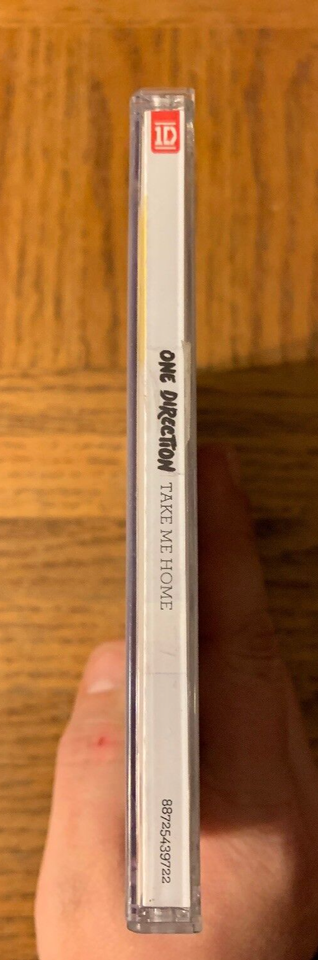 1D
ONE DIRECTION TAKE ME HOME
88725439722